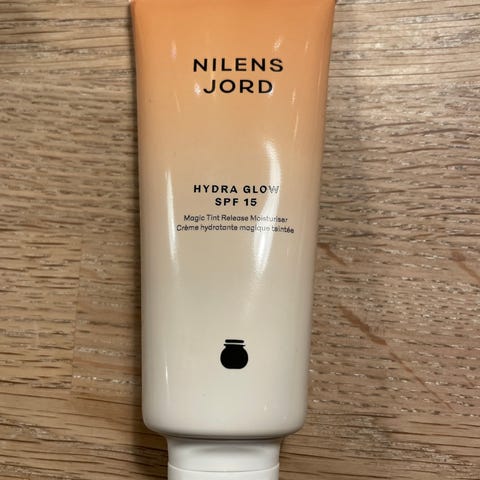 NILENS
JORD
HYDRA GLOW
SPF 15
Magic Tint Release Moisturiser
Crème hydratante magique teintée